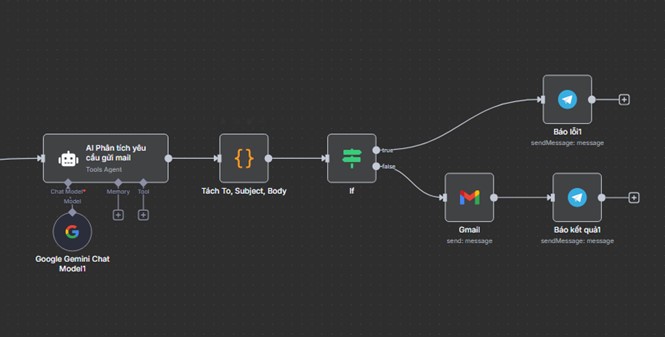 AI Phân tích yêu
cầu gửi mail
Tools Agent
Chat Model*
Memory
Tool
Model
Google Gemini Chat
Model1
Tách To, Subject, Body
true
false
If
Báo lỗi1
sendMessage: message
Gmail
send: message
Báo kết quả1
sendMessage: message